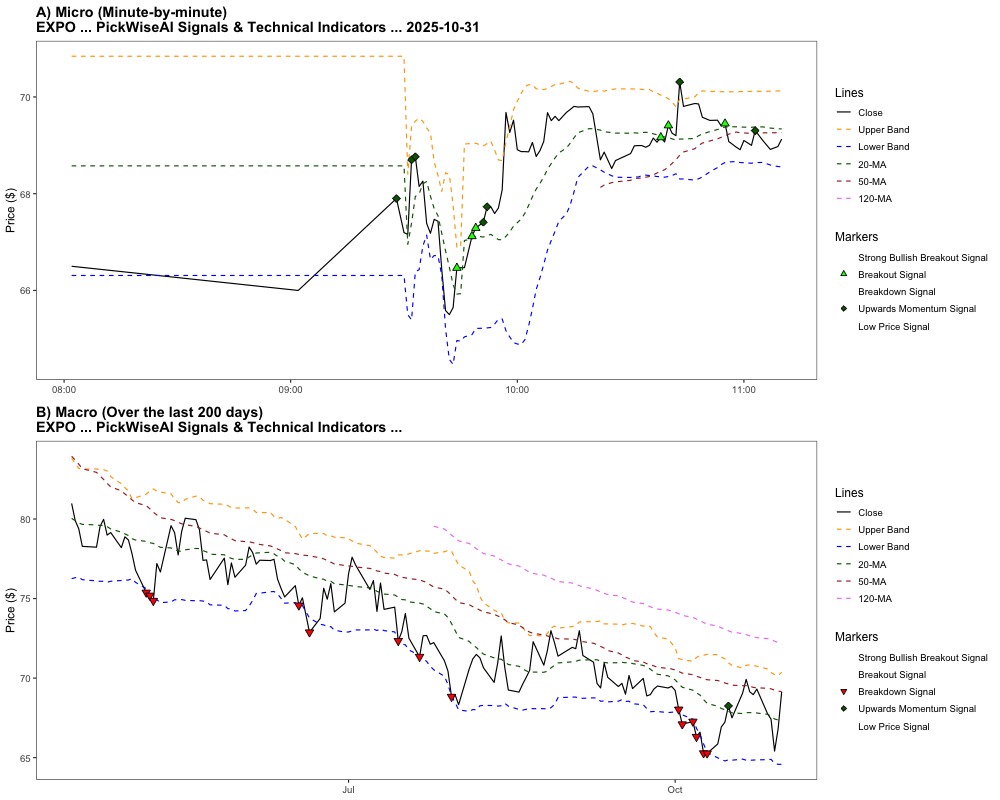 A) Micro (Minute-by-minute)
EXPO ... PickWiseAI Signals & Technical Indicators ... 2025-10-31
Price ($)
70
68
66
08:00
09:00
10:00
11:00
Lines
Close
Upper Band
Lower Band
20-MA
50-MA
120-MA
Markers
Strong Bullish Breakout Signal
Breakout Signal
Breakdown Signal
Upwards Momentum Signal
Low Price Signal
B) Macro (Over the last 200 days)
EXPO ... PickWiseAI Signals & Technical Indicators ...
Price ($)
80
75
70
65
Jul
Oct
Lines
Close
Upper Band
Lower Band
20-MA
50-MA
120-MA
Markers
Strong Bullish Breakout Signal
Breakout Signal
Breakdown Signal
Upwards Momentum Signal
Low Price Signal